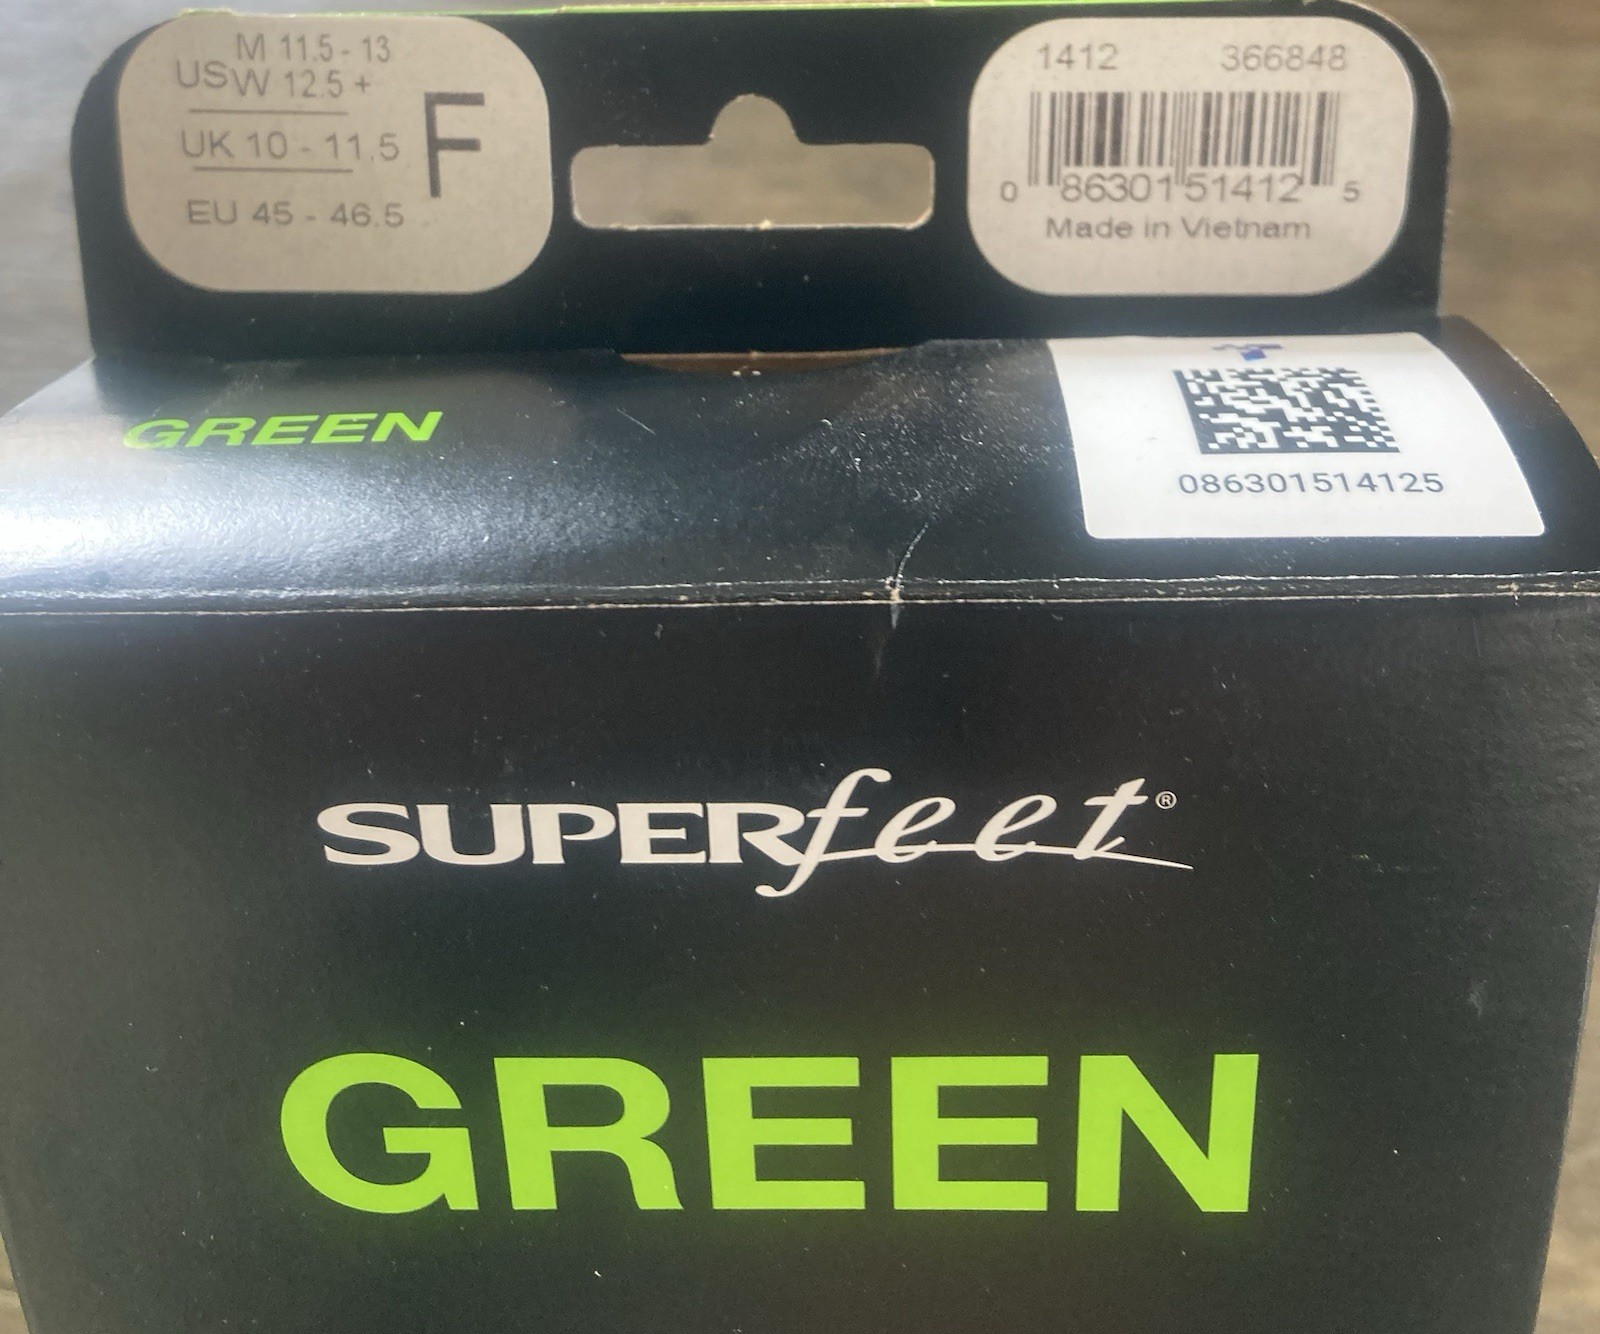 M 11.5 - 13
US W 12.5 +
UK 10 - 11.5
EU 45 - 46.5
F
1412 366848
0 86301 51412 5
Made in Vietnam
GREEN
086301514125
SUPERfeet®
GREEN